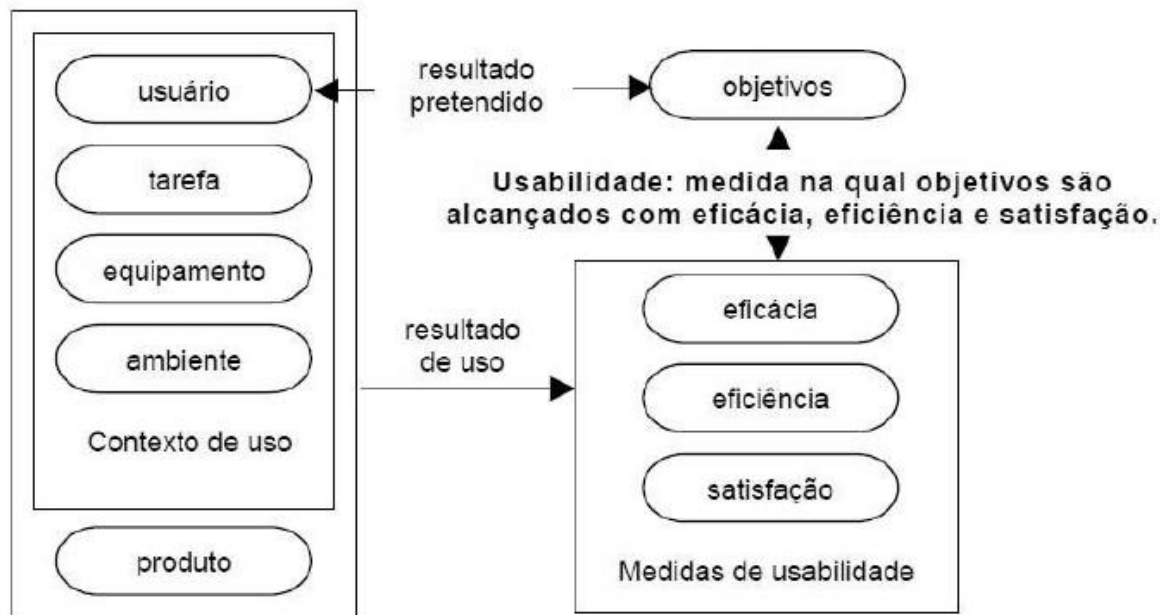 usuário
tarefa
equipamento
ambiente
Contexto de uso
produto
resultado
pretendido
objetivos
Usabilidade: medida na qual objetivos são
alcançados com eficácia, eficiência e satisfação.
resultado
de uso
eficácia
eficiência
satisfação
Medidas de usabilidade